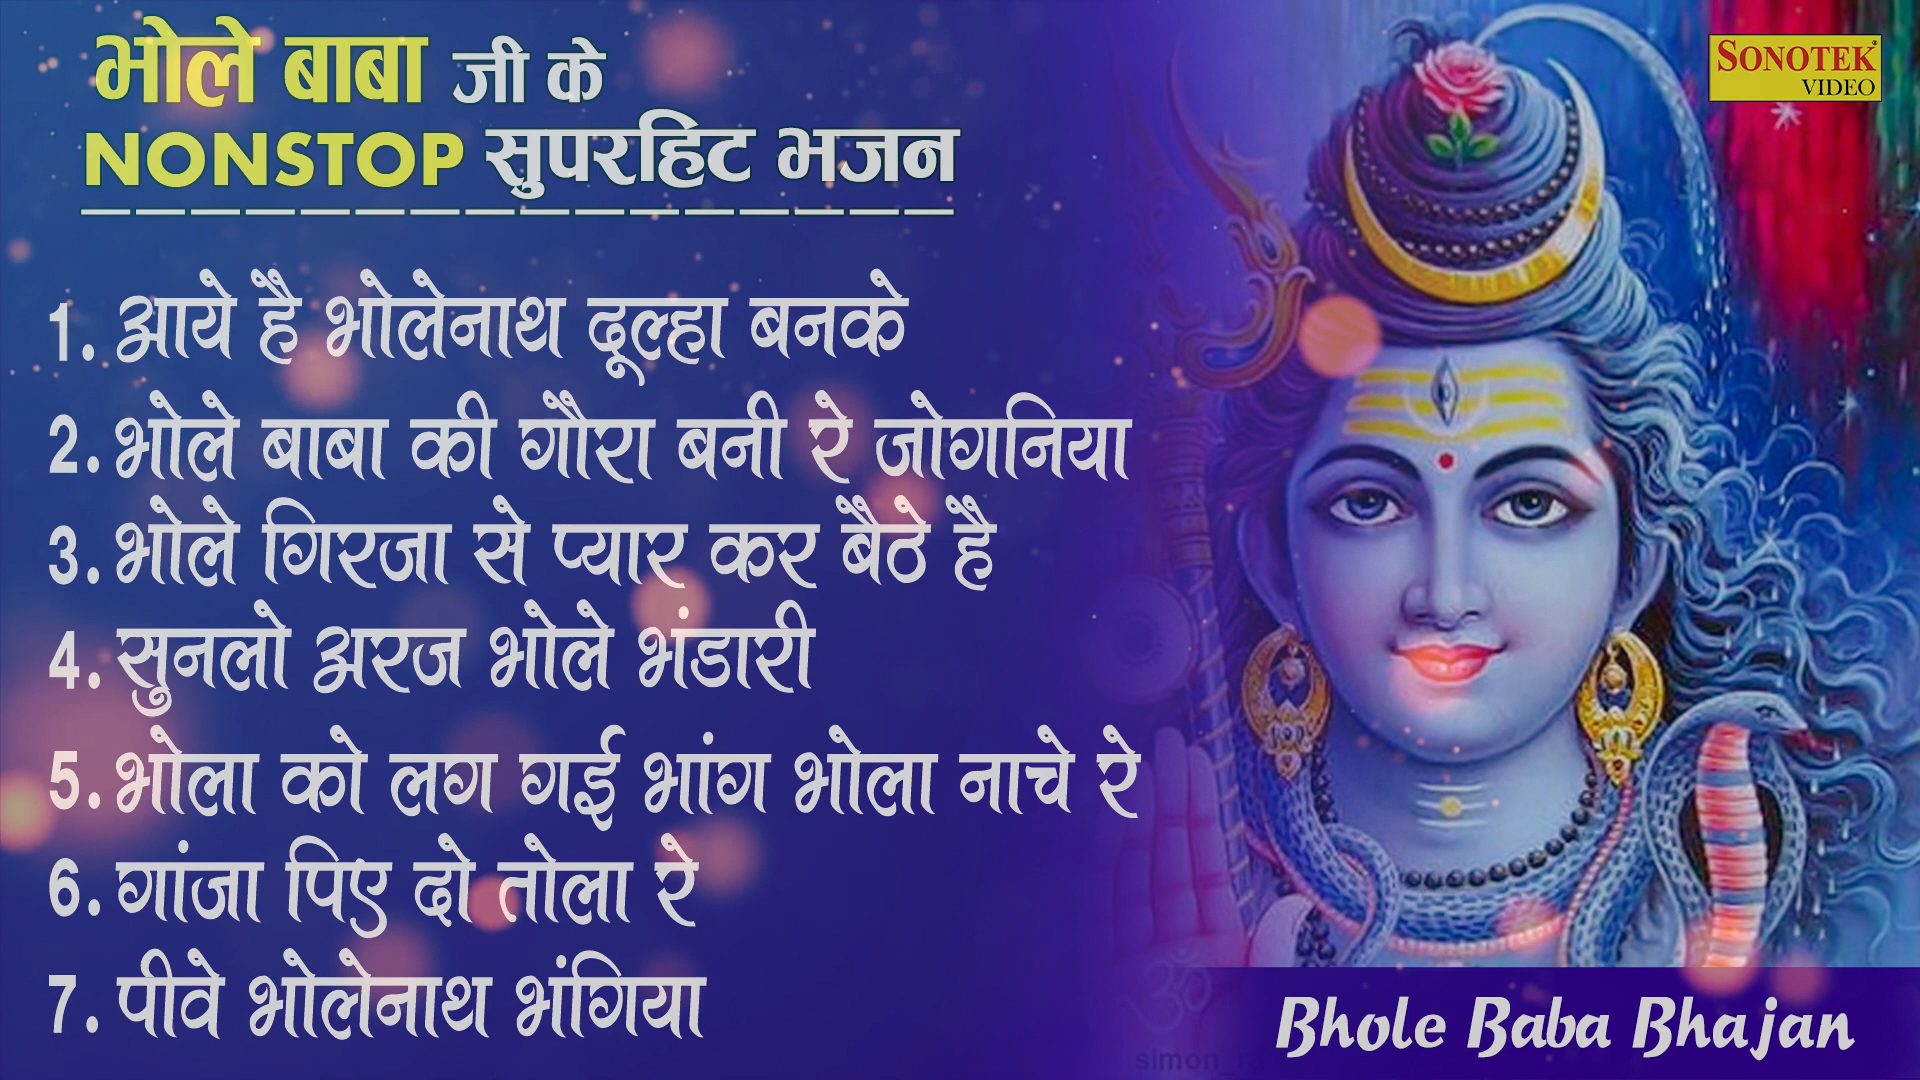 भोले बाबा जी के
NONSTOP सुपरहिट भजन
SONOTEK
VIDEO
1. आये है भोलेनाथ दूल्हा बनके
2. भोले बाबा की गौरा बनी रे जोगनिया
3. भोले गिरजा से प्यार कर बैठे है
4. सुनलो अरज भोले भंडारी
5. भोला को लग गई भांग भोला नाचे रे
6. गांजा पिए दो तोला रे
7. पीवे भोलेनाथ भंगिया
ॐ
Bhole Baba Bhajan